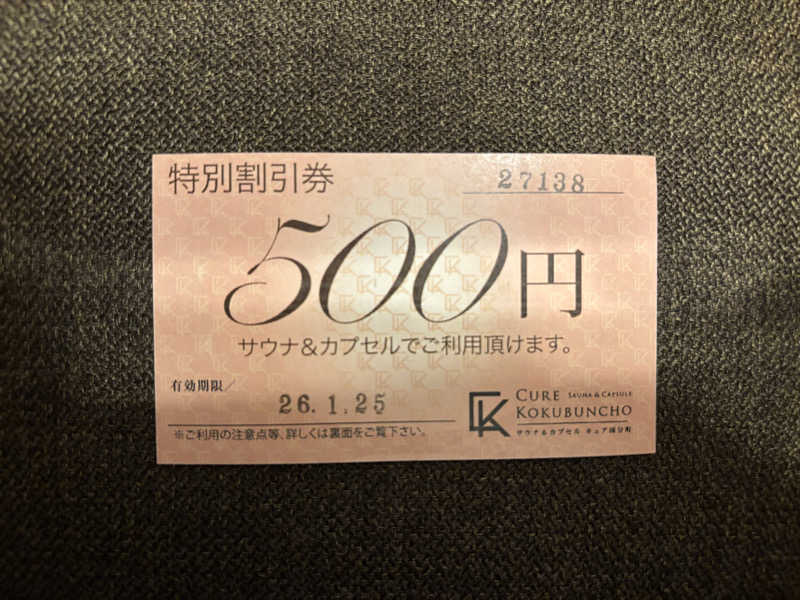 特別割引券
27138
500円
サウナ&カプセルでご利用頂けます。
有効期限／
26.1.25
※ご利用の注意点等、詳しくは裏面をご覧下さい。
CURE SAUNA & CAPSULE
KOKUBUNCHO
サウナ&カプセル キュア国分町